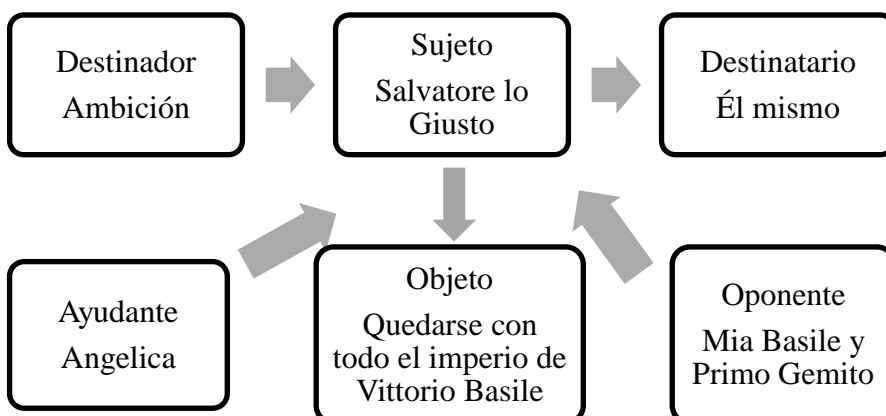 Destinador
Ambición
Sujeto
Salvatore lo
Giusto
Destinatario
Él mismo
Ayudante
Angelica
Objeto
Quedarse con
todo el imperio de
Vittorio Basile
Oponente
Mia Basile y
Primo Gemito